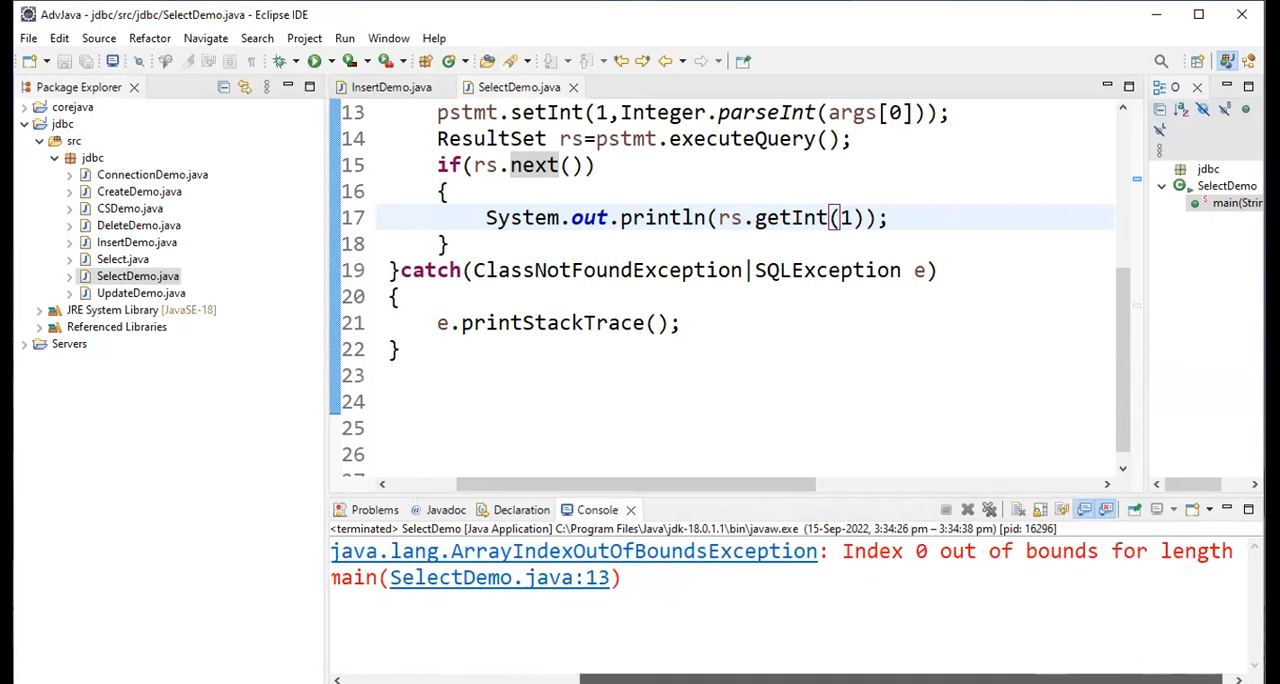 AdvJava - jdbc/src/jdbc/SelectDemo.java - Eclipse IDE
File Edit Source Refactor Navigate Search Project Run Window Help
Package Explorer
InsertDemo.java
SelectDemo.java
O
corejava
jdbc
src
jdbc
ConnectionDemo.java
CreateDemo.java
CSDemo.java
DeleteDemo.java
InsertDemo.java
Select.java
SelectDemo.java
UpdateDemo.java
JRE System Library [JavaSE-18]
Referenced Libraries
Servers
13 pstmt.setInt(1,Integer.parseInt(args[0]));
14 ResultSet rs=pstmt.executeQuery();
15 if(rs.next())
16 {
17 System.out.println(rs.getInt(1));
18 }
19 }catch(ClassNotFoundException|SQLException e)
20 {
21 e.printStackTrace();
22 }
23
24
25
26
jdbc
SelectDemo
main(Strin
Problems @ Javadoc Declaration Console
<terminated> SelectDemo [Java Application] C:\Program Files\Java\jdk-18.0.1.1\bin\javaw.exe (15-Sep-2022, 3:34:26 pm – 3:34:38 pm) [pid: 16296]
java.lang.ArrayIndexOutOfBoundsException: Index 0 out of bounds for length
main(SelectDemo.java:13)